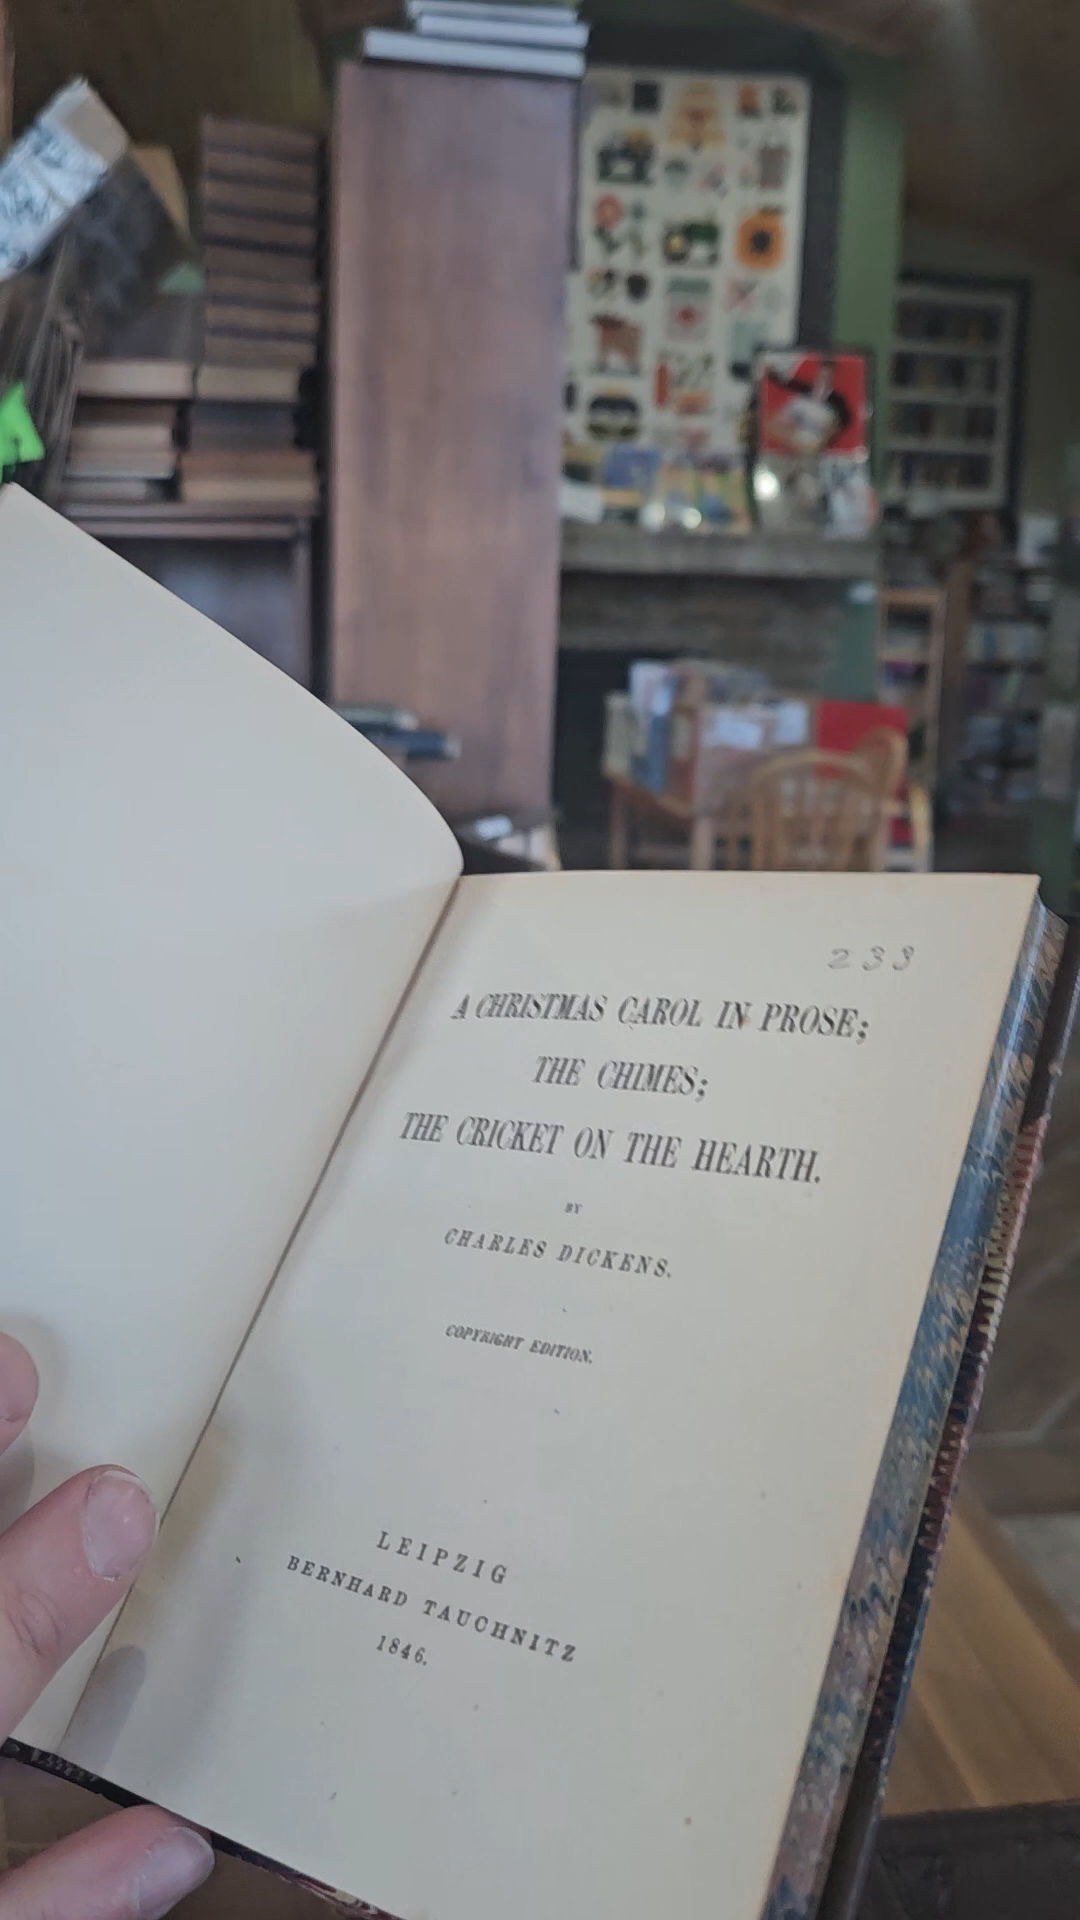 233
A CHRISTMAS CAROL IN PROSE;
THE CHIMES;
THE CRICKET ON THE HEARTH.
BY
CHARLES DICKENS.
COPYRIGHT EDITION.
LEIPZIG
BERNHARD TAUCHNITZ
1846.